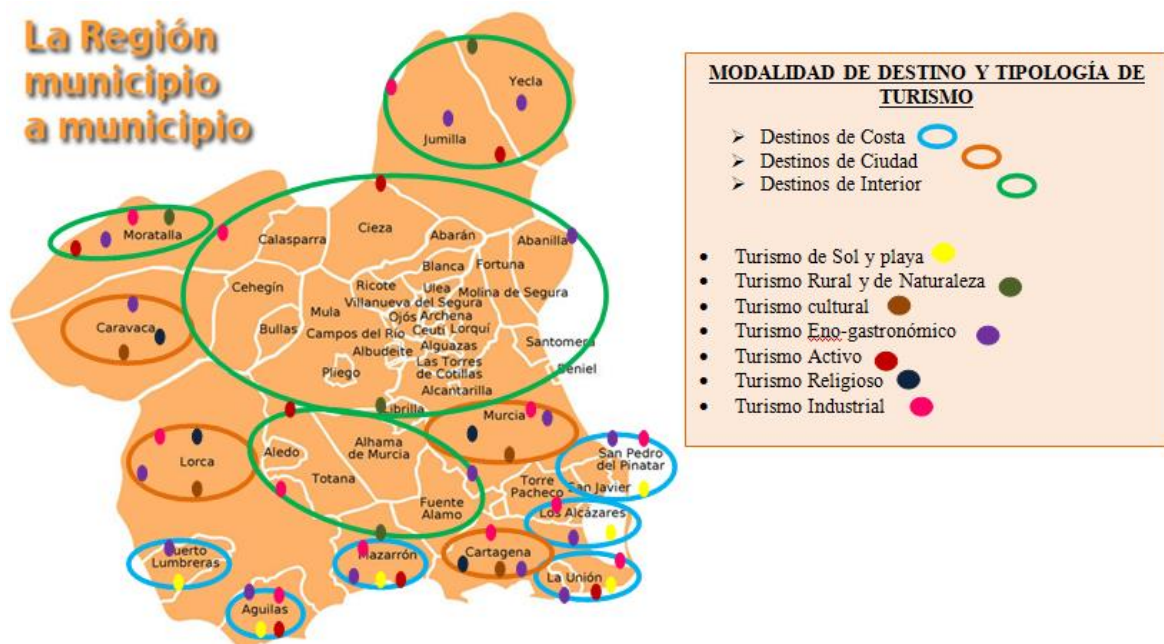 La Región
municipio
a municipio
Yecla
Jumilla
Moratalla
Calasparra
Cieza
Abarán
Abanilla
Blanca
Fortuna
Cehegín
Ricote
Ulea
Mula
Villanueva del Segura
Molina de Segura
Ojós
Archena
Caravaca
Bullas
Campos del Río
Ceutí
Lorquí
Albudeite
Alguazas
Santomera
Pliego
Las Torres
de Cotillas
Beniel
Alcantarilla
Librilla
Murcia
Lorca
Aledo
Alhama
de Murcia
San Pedro
del Pinatar
Totana
Torre
Pacheco
San Javier
Fuente
Alamo
Los Alcázares
Puerto
Lumbreras
Mazarrón
Cartagena
La Unión
Aguilas
MODALIDAD DE DESTINO Y TIPOLOGÍA DE
TURISMO
➢ Destinos de Costa
➢ Destinos de Ciudad
➢ Destinos de Interior
• Turismo de Sol y playa
• Turismo Rural y de Naturaleza
• Turismo cultural
• Turismo Eno-gastronómico
• Turismo Activo
• Turismo Religioso
• Turismo Industrial